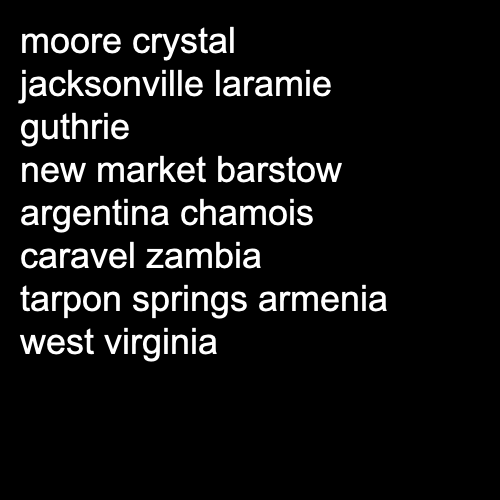 moore crystal
jacksonville laramie
guthrie
new market barstow
argentina chamois
caravel zambia
tarpon springs armenia
west virginia